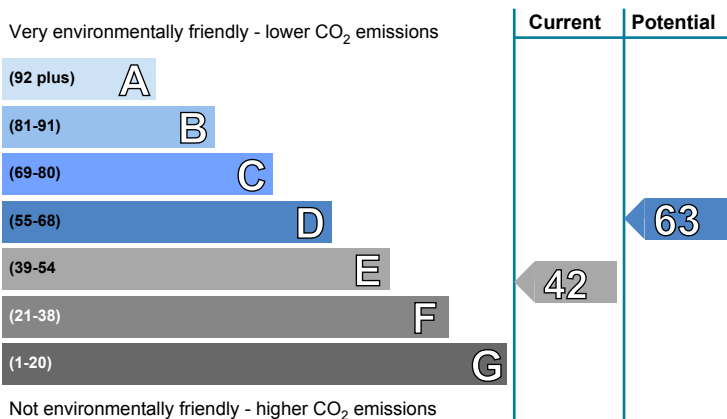 Current Potential
Very environmentally friendly - lower CO2 emissions
(92 plus) A
(81-91) B
(69-80) C
(55-68) D
63
(39-54 E
42
(21-38) F
(1-20) G
Not environmentally friendly - higher CO2 emissions